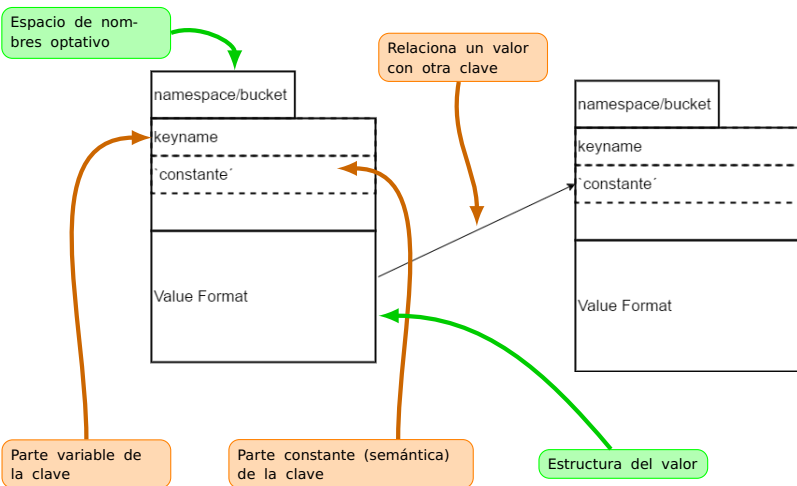 Espacio de nom-
bres optativo
Relaciona un valor
con otra clave
namespace/bucket
keyname
`constante´
Value Format
namespace/bucket
keyname
`constante´
Value Format
Parte variable de
la clave
Parte constante (semántica)
de la clave
Estructura del valor